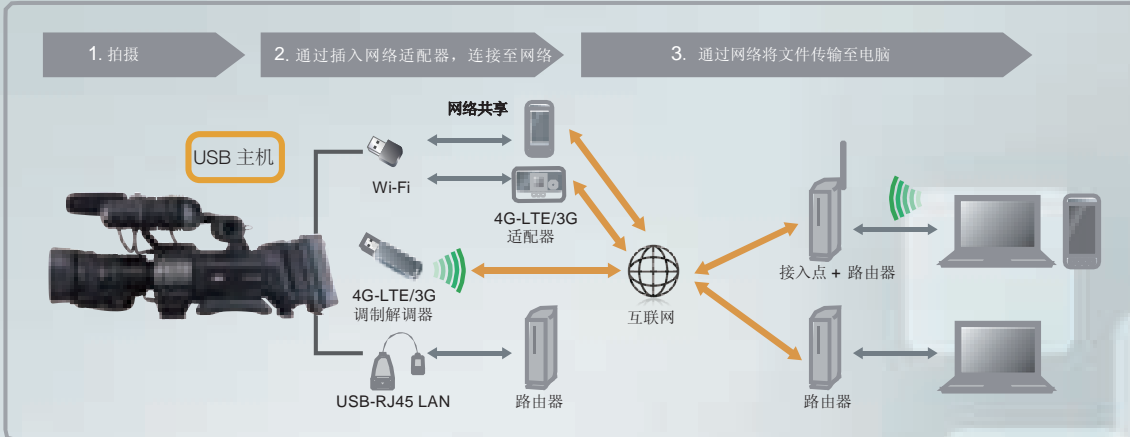 1. 拍摄
2. 通过插入网络适配器，连接至网络
3. 通过网络将文件传输至电脑
网络共享
USB 主机
Wi-Fi
4G-LTE/3G
适配器
4G-LTE/3G
调制解调器
互联网
接入点 + 路由器
USB-RJ45 LAN
路由器
路由器